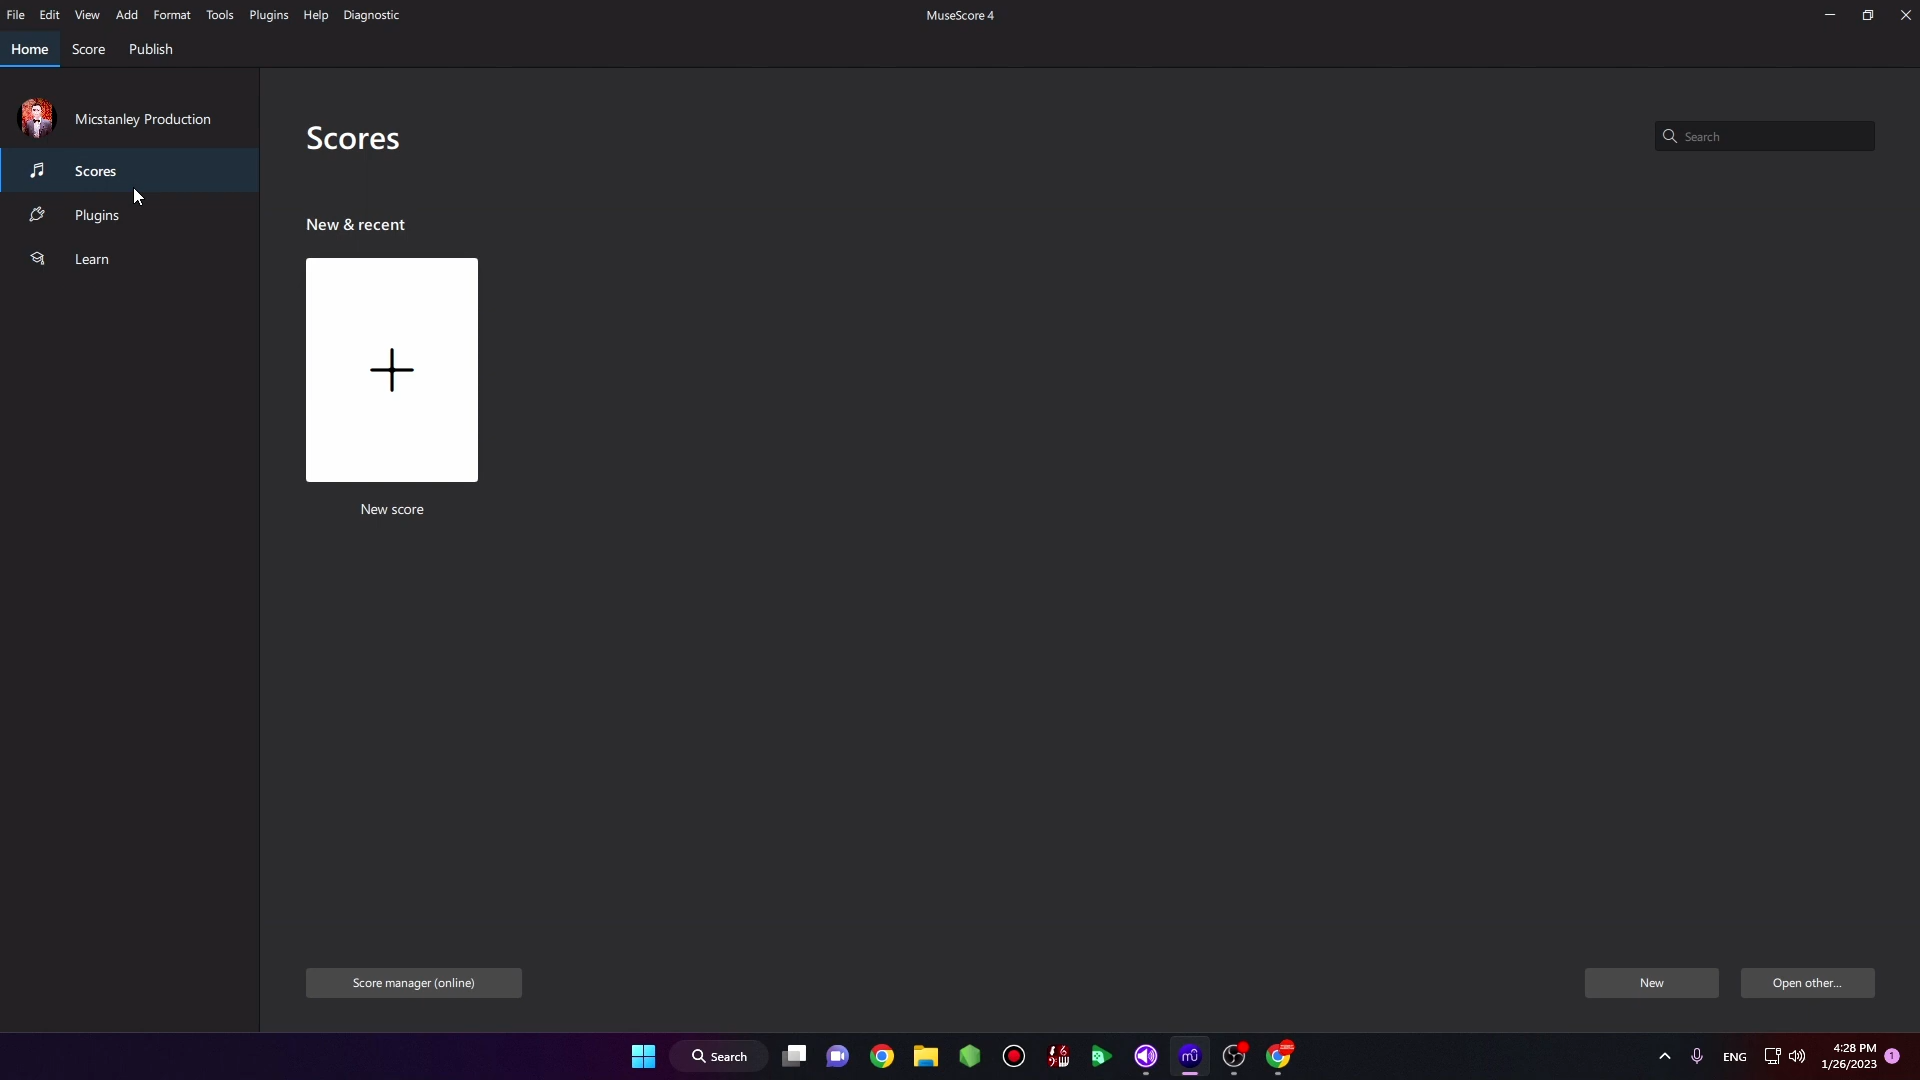 File Edit View Add Format Tools Plugins Help Diagnostic
MuseScore 4
Home Score Publish
Micstanley Production
Scores
Plugins
Learn
Scores
Search
New & recent
New score
Score manager (online)
New
Open other...
Search
mu
ENG
4:28 PM
1/26/2023
1